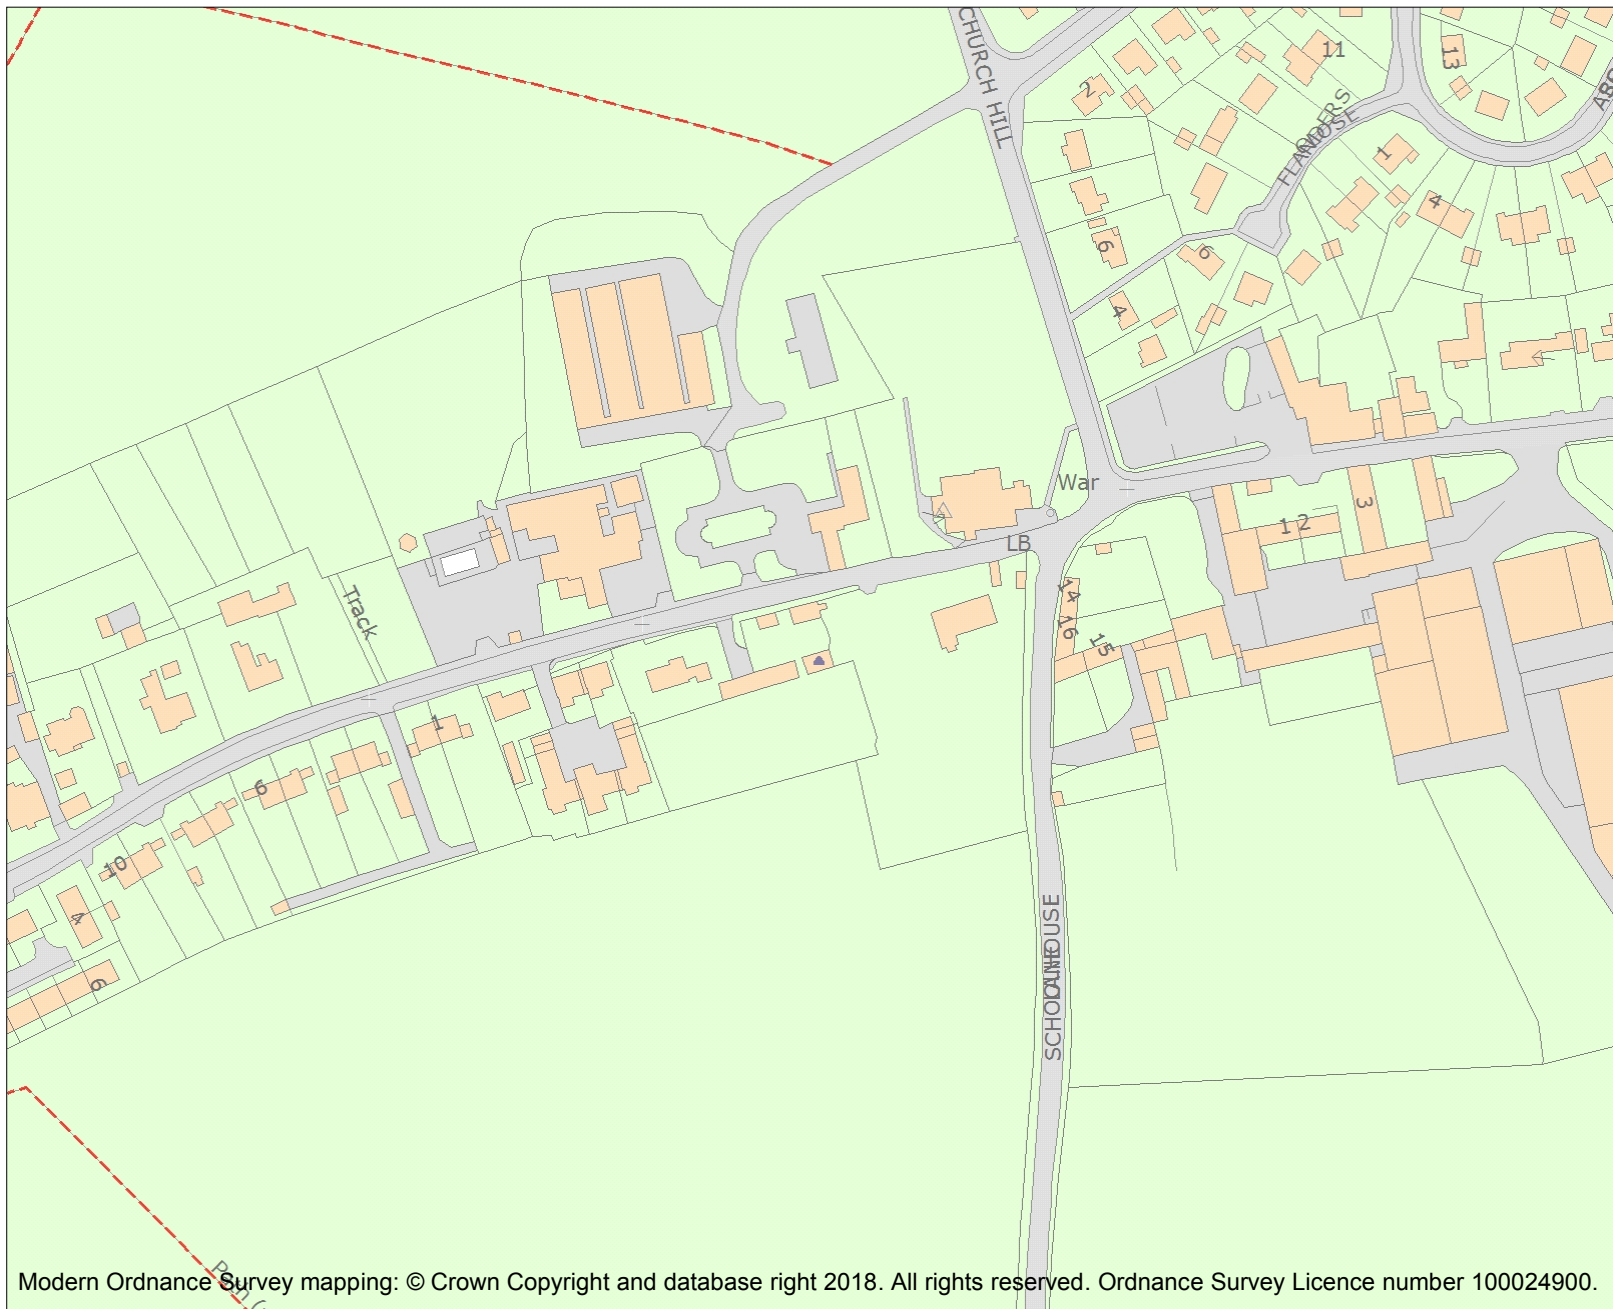 CHURCH HILL
11
13
2
FLANDERS
CLOSE
1
4
6
6
4
War
3
1 2
LB
14
16
15
Track
1
6
10
4
6
SCHOOLHOUSE
LANE
Modern Ordnance Survey mapping: © Crown Copyright and database right 2018. All rights reserved. Ordnance Survey Licence number 100024900.